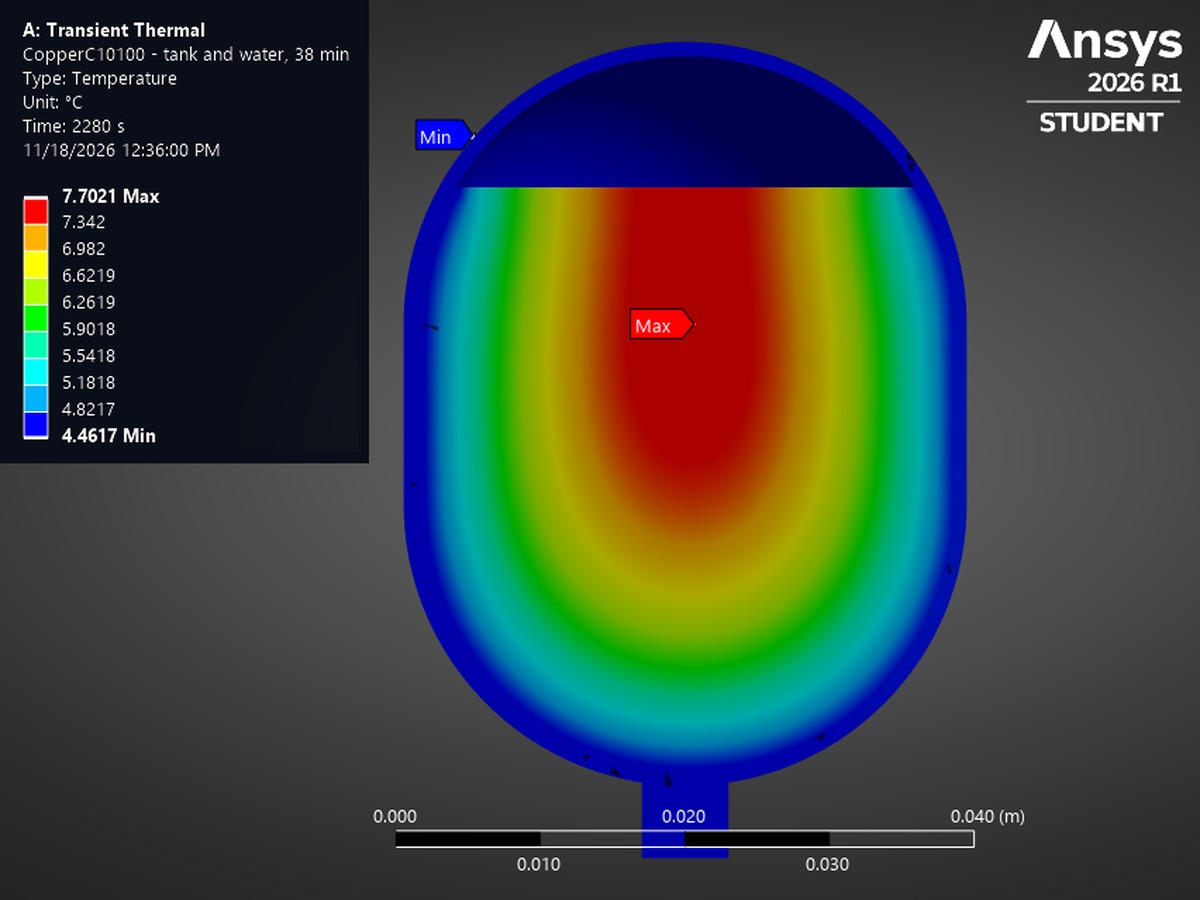 A: Transient Thermal
CopperC10100 - tank and water, 38 min
Type: Temperature
Unit: °C
Time: 2280 s
11/18/2026 12:36:00 PM
7.7021 Max
7.342
6.982
6.6219
6.2619
5.9018
5.5418
5.1818
4.8217
4.4617 Min
Ansys
2026 R1
STUDENT
Min
Max
0.000
0.020
0.040 (m)
0.010
0.030